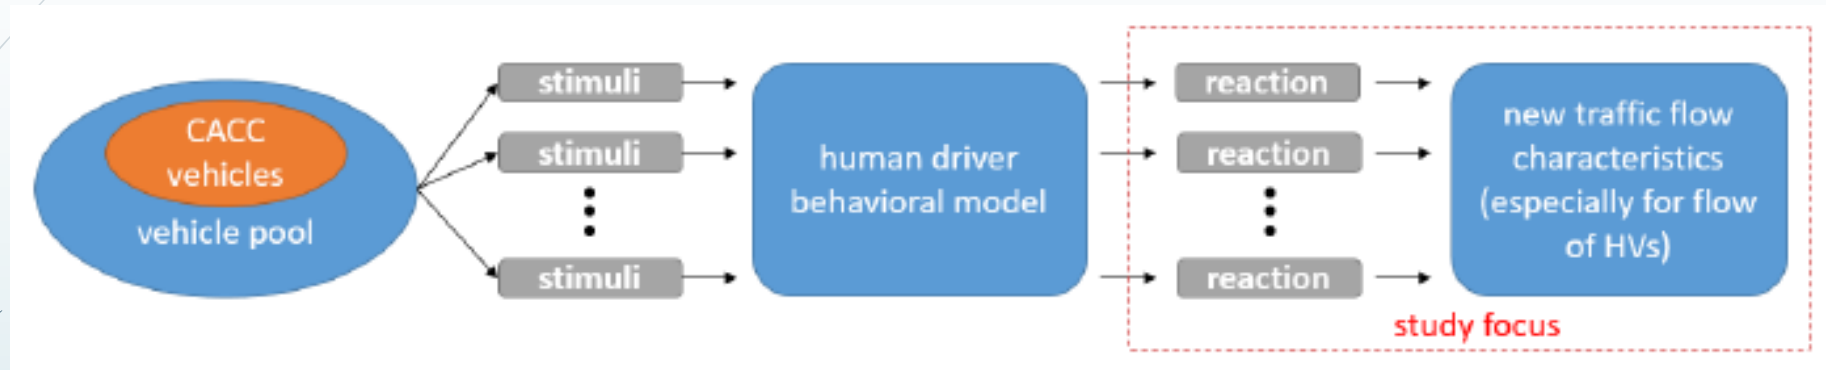 CACC
vehicles
vehicle pool
stimuli
stimuli
stimuli
human driver
behavioral model
reaction
reaction
reaction
new traffic flow
characteristics
(especially for flow
of HVs)
study focus